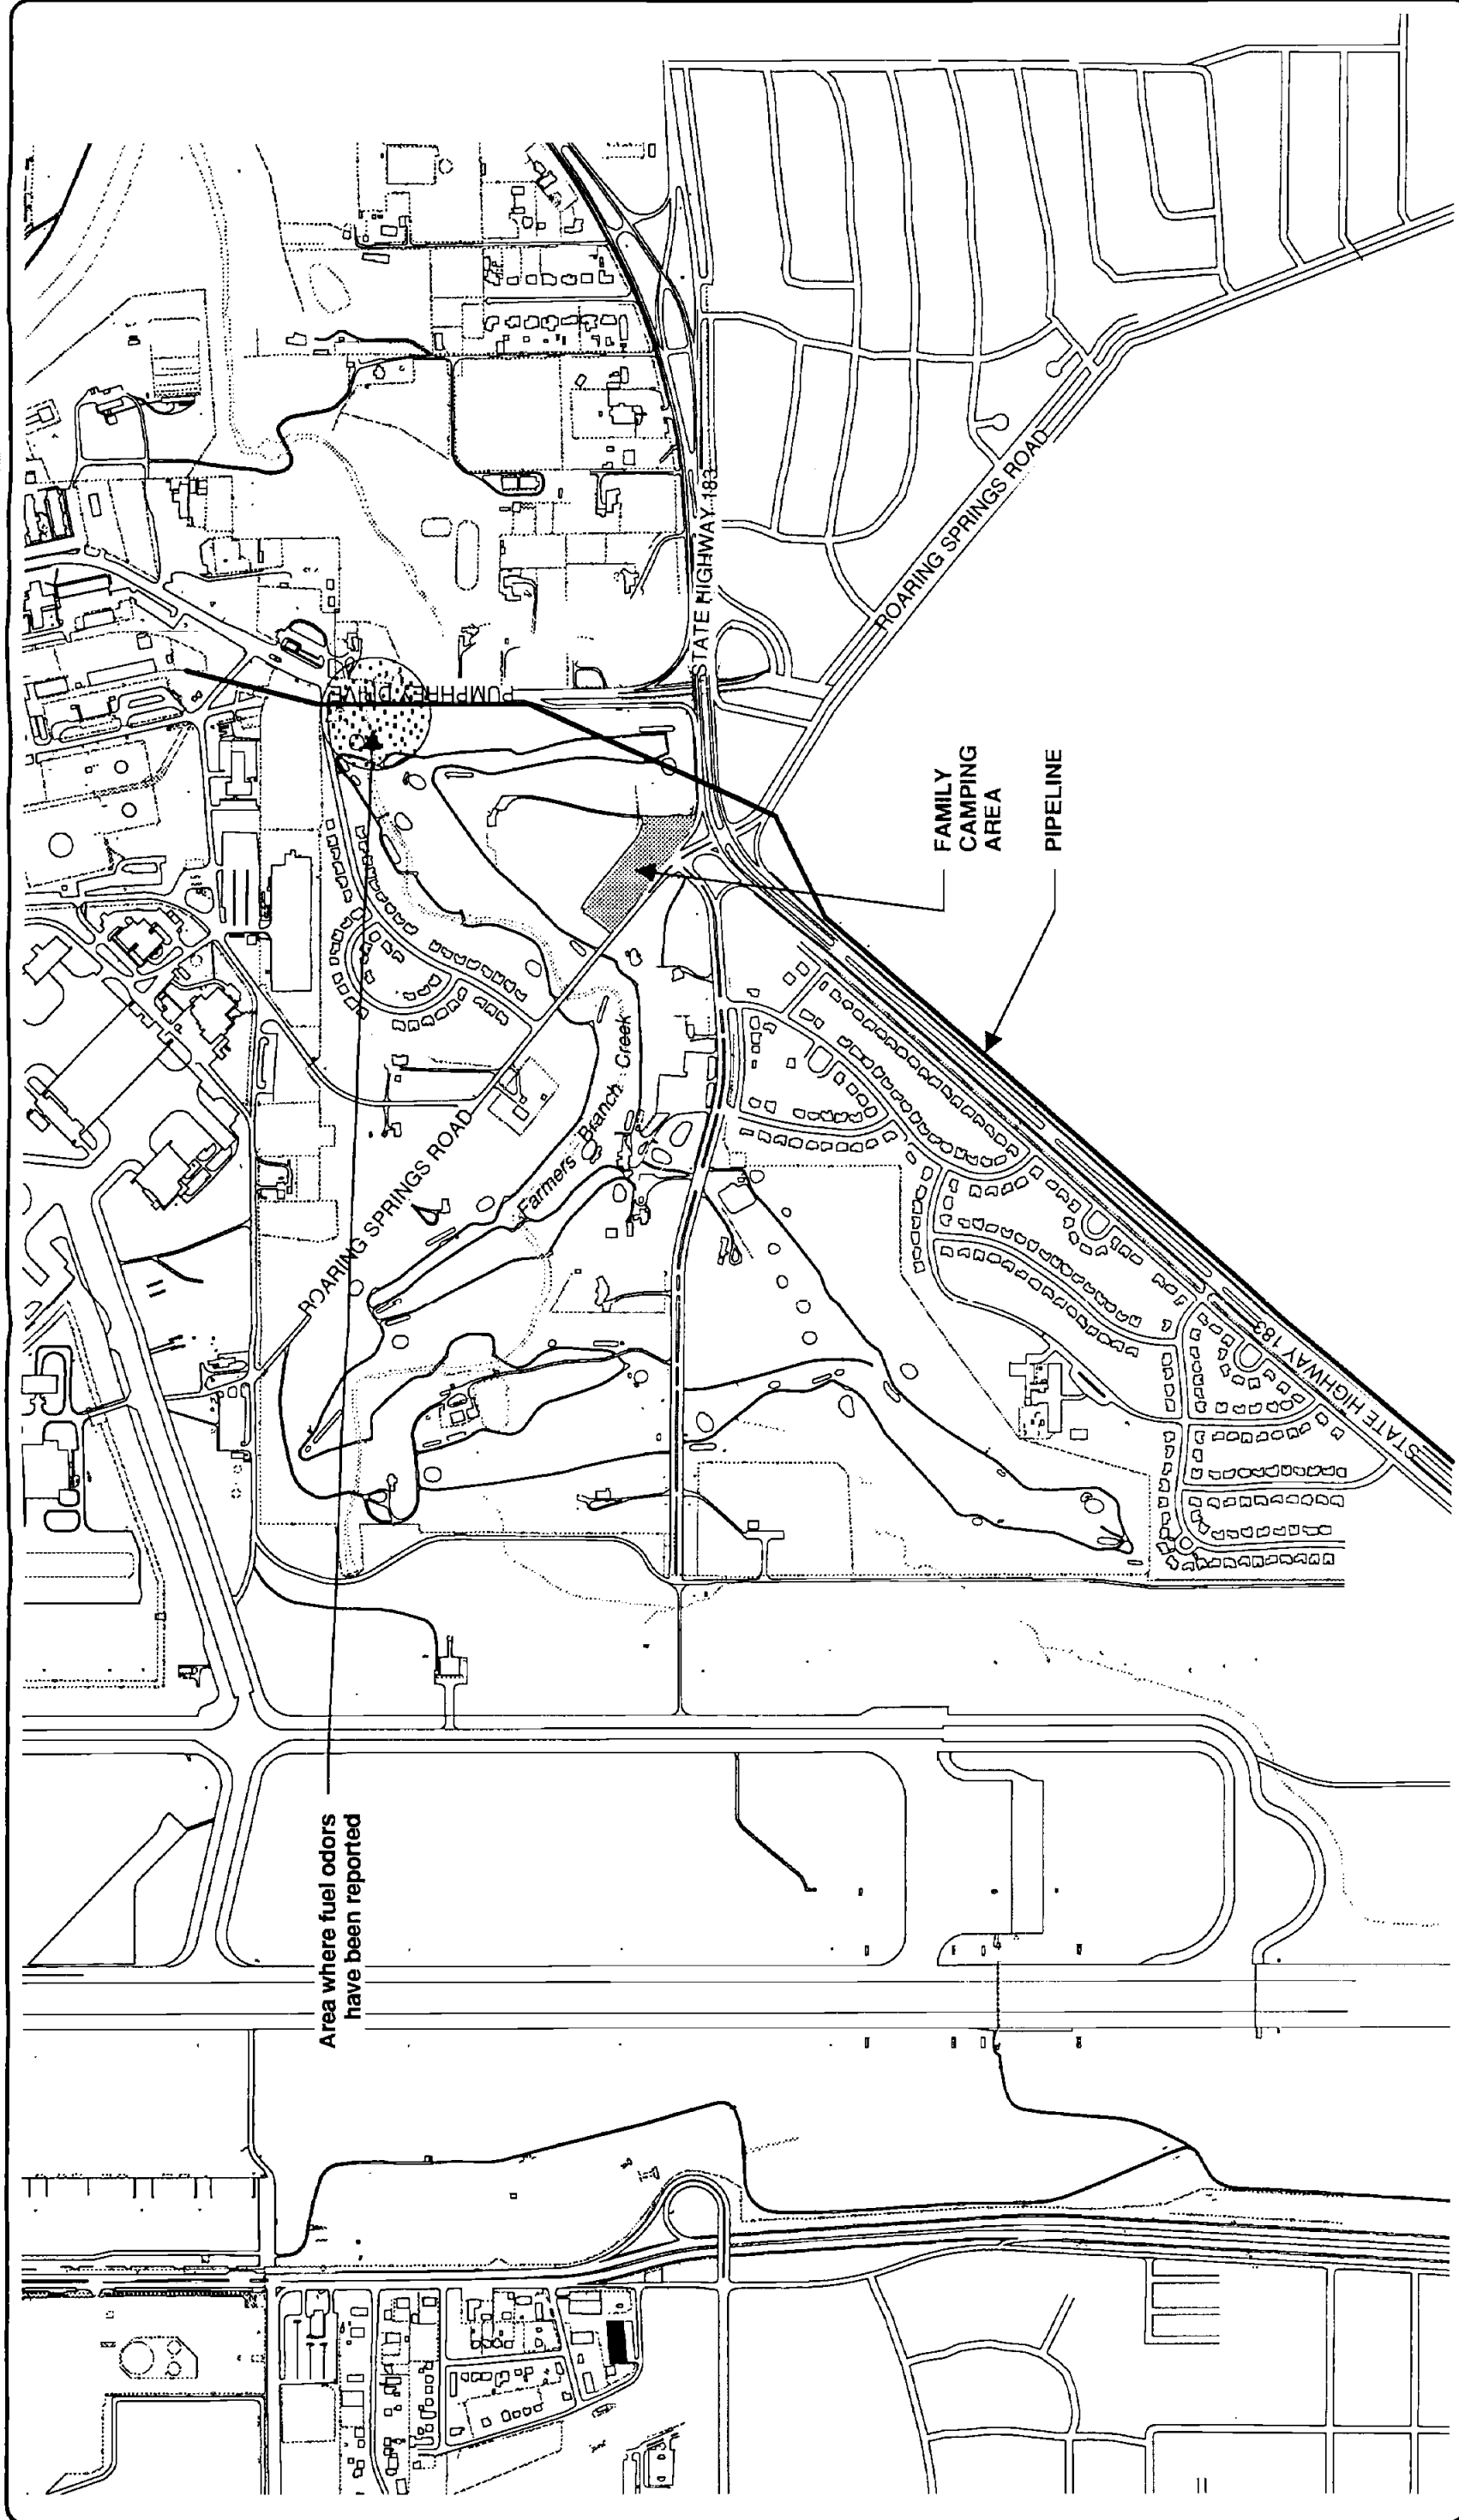 PUMPHREY DRIVE
STATE HIGHWAY 183
ROARING SPRINGS ROAD
FAMILY
CAMPING
AREA
PIPELINE
Farmers Branch Creek
ROARING SPRINGS ROAD
STATE HIGHWAY 183
Area where fuel odors
have been reported